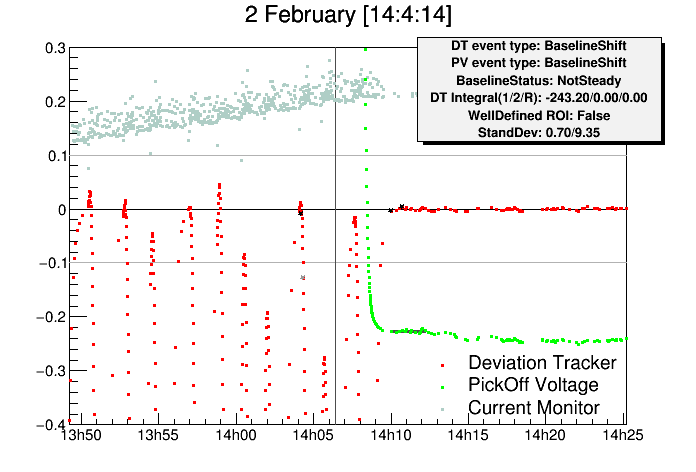 2 February [14:4:14]
DT event type: BaselineShift
PV event type: BaselineShift
BaselineStatus: NotSteady
DT Integral(1/2/R): -243.20/0.00/0.00
WellDefined ROI: False
StandDev: 0.70/9.35
0.3
0.2
0.1
0
−0.1
−0.2
−0.3
−0.4
Deviation Tracker
PickOff Voltage
Current Monitor
13h50 13h55 14h00 14h05 14h10 14h15 14h20 14h25